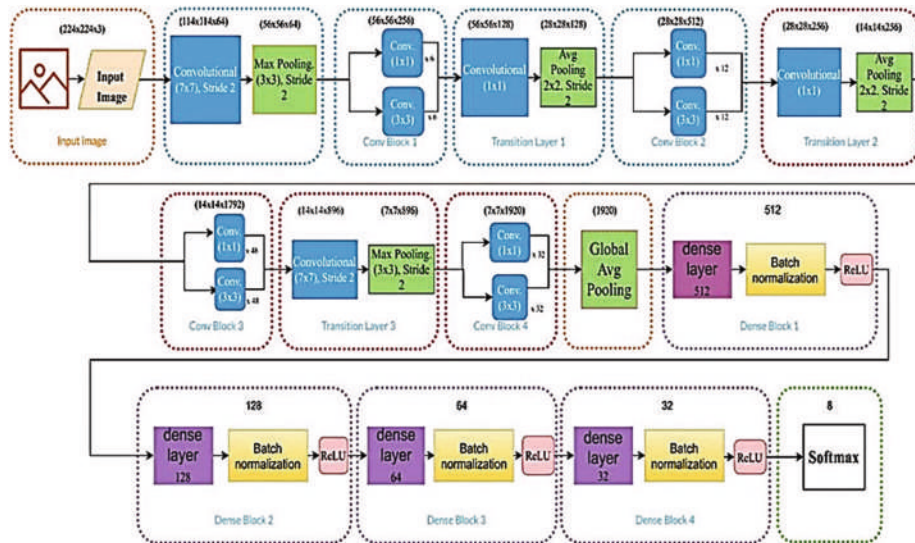 (224x224x3)
Input
Image
Input image
(114x114x64)
(56x56x64)
Convolutional
(7x7), Stride 2
Max Pooling.
(3x3), Stride
2
(56x56x256)
Conv.
(1x1)
x 6
Conv.
(3x3)
x 6
Conv Block 1
(56x56x128)
(28x28x128)
Convolutional
(1x1)
Avg
Pooling
2x2, Stride
2
Transition Layer 1
(28x28x512)
Conv.
(1x1)
x 12
Conv.
(3x3)
x 12
Conv Block 2
(28x28x256)
(14x14x256)
Convolutional
(1x1)
Avg
Pooling
2x2, Stride
2
Transition Layer 2
(14x14x1792)
Conv.
(1x1)
x 48
Conv.
(3x3)
x 48
Conv Block 3
(14x14x896)
(7x7x896)
Convolutional
(7x7), Stride 2
Max Pooling.
(3x3), Stride
2
Transition Layer 3
(7x7x1920)
Conv.
(1x1)
x 32
Conv.
(3x3)
x 32
Conv Block 4
(1920)
Global
Avg
Pooling
512
dense
layer
512
Batch
normalization
ReLU
Dense Block 1
128
dense
layer
128
Batch
normalization
ReLU
Dense Block 2
64
dense
layer
64
Batch
normalization
ReLU
Dense Block 3
32
dense
layer
32
Batch
normalization
ReLU
Dense Block 4
8
Softmax